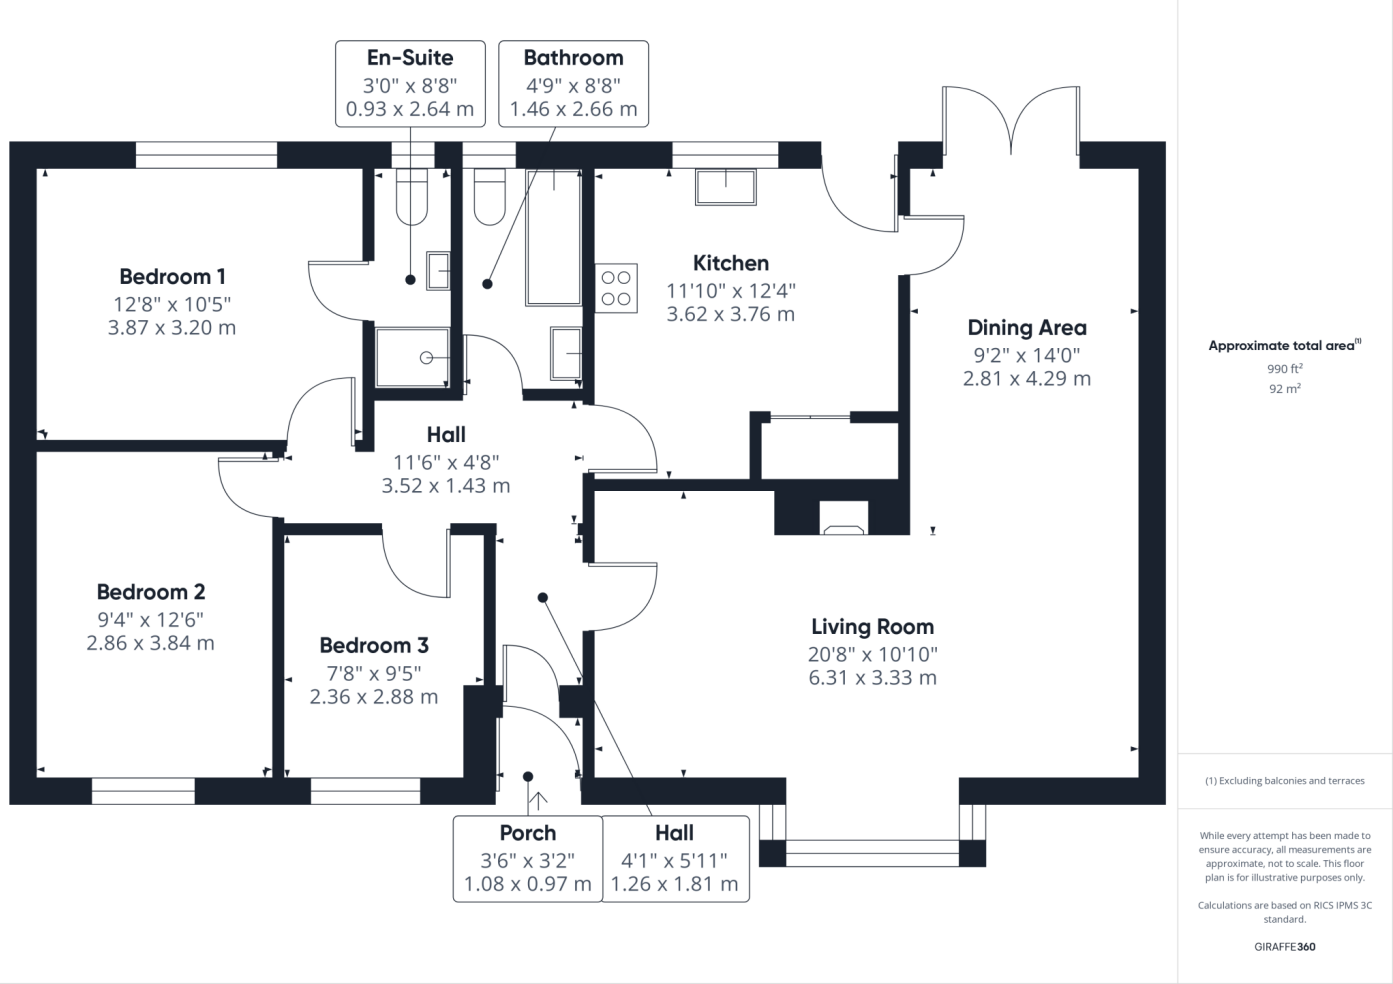 En-Suite
3'0" x 8'8"
0.93 x 2.64 m
Bathroom
4'9" x 8'8"
1.46 x 2.66 m
Bedroom 1
12'8" x 10'5"
3.87 x 3.20 m
Kitchen
11'10" x 12'4"
3.62 x 3.76 m
Dining Area
9'2" x 14'0"
2.81 x 4.29 m
Hall
11'6" x 4'8"
3.52 x 1.43 m
Bedroom 2
9'4" x 12'6"
2.86 x 3.84 m
Bedroom 3
7'8" x 9'5"
2.36 x 2.88 m
Living Room
20'8" x 10'10"
6.31 x 3.33 m
Porch
3'6" x 3'2"
1.08 x 0.97 m
Hall
4'1" x 5'11"
1.26 x 1.81 m
Approximate total area(1)
990 ft²
92 m²
(1) Excluding balconies and terraces
While every attempt has been made to
ensure accuracy, all measurements are
approximate, not to scale. This floor
plan is for illustrative purposes only.
Calculations are based on RICS IPMS 3C
standard.
GIRAFFE360